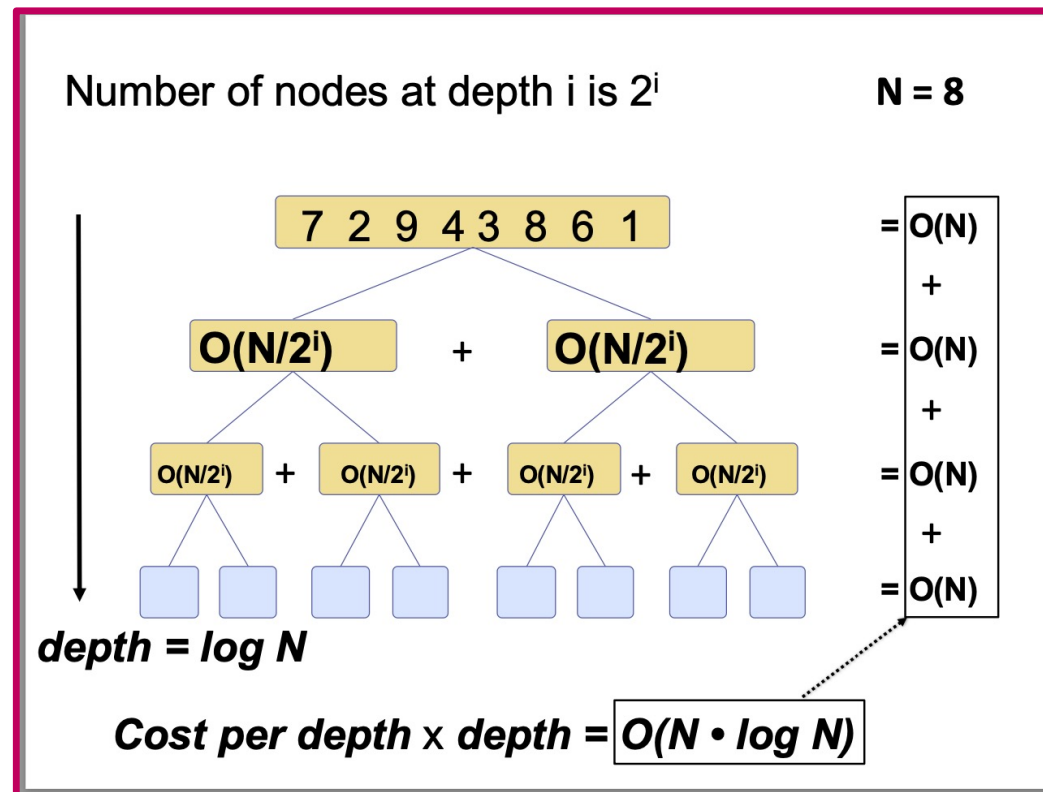 Number of nodes at depth i is 2ⁱ
N = 8
7 2 9 4 3 8 6 1 = O(N)
+
O(N/2ⁱ) + O(N/2ⁱ) = O(N)
+
O(N/2ⁱ) + O(N/2ⁱ) + O(N/2ⁱ) + O(N/2ⁱ) = O(N)
+
= O(N)
depth = log N
Cost per depth x depth = O(N • log N)